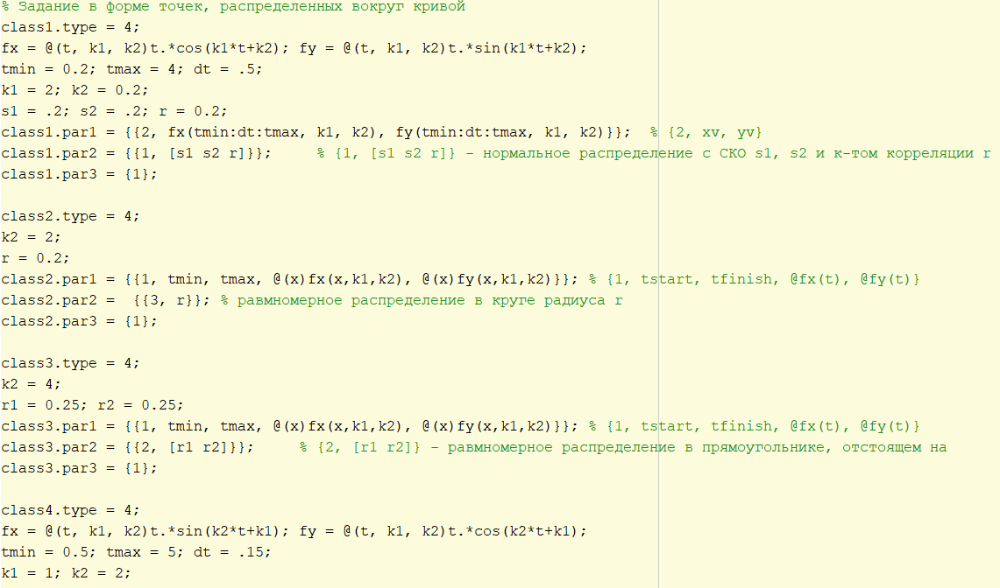 % Задание в форме точек, распределенных вокруг кривой
class1.type = 4;
fx = @(t, k1, k2)t.*cos(k1*t+k2); fy = @(t, k1, k2)t.*sin(k1*t+k2);
tmin = 0.2; tmax = 4; dt = .5;
k1 = 2; k2 = 0.2;
s1 = .2; s2 = .2; r = 0.2;
class1.par1 = {{2, fx(tmin:dt:tmax, k1, k2), fy(tmin:dt:tmax, k1, k2)}};  % {2, xv, yv}
class1.par2 = {{1, [s1 s2 r]}};     % {1, [s1 s2 r]} - нормальное распределение с СКО s1, s2 и к-том корреляции r
class1.par3 = {1};
class2.type = 4;
k2 = 2;
r = 0.2;
class2.par1 = {{1, tmin, tmax, @(x)fx(x,k1,k2), @(x)fy(x,k1,k2)}}; % {1, tstart, tfinish, @fx(t), @fy(t)}
class2.par2 =  {{3, r}}; % равмномерное распределение в круге радиуса r
class2.par3 = {1};
class3.type = 4;
k2 = 4;
r1 = 0.25; r2 = 0.25;
class3.par1 = {{1, tmin, tmax, @(x)fx(x,k1,k2), @(x)fy(x,k1,k2)}}; % {1, tstart, tfinish, @fx(t), @fy(t)}
class3.par2 = {{2, [r1 r2]}};     % {2, [r1 r2]} - равмномерное распределение в прямоугольнике, отстоящем на
class3.par3 = {1};
class4.type = 4;
fx = @(t, k1, k2)t.*sin(k2*t+k1); fy = @(t, k1, k2)t.*cos(k2*t+k1);
tmin = 0.5; tmax = 5; dt = .15;
k1 = 1; k2 = 2;